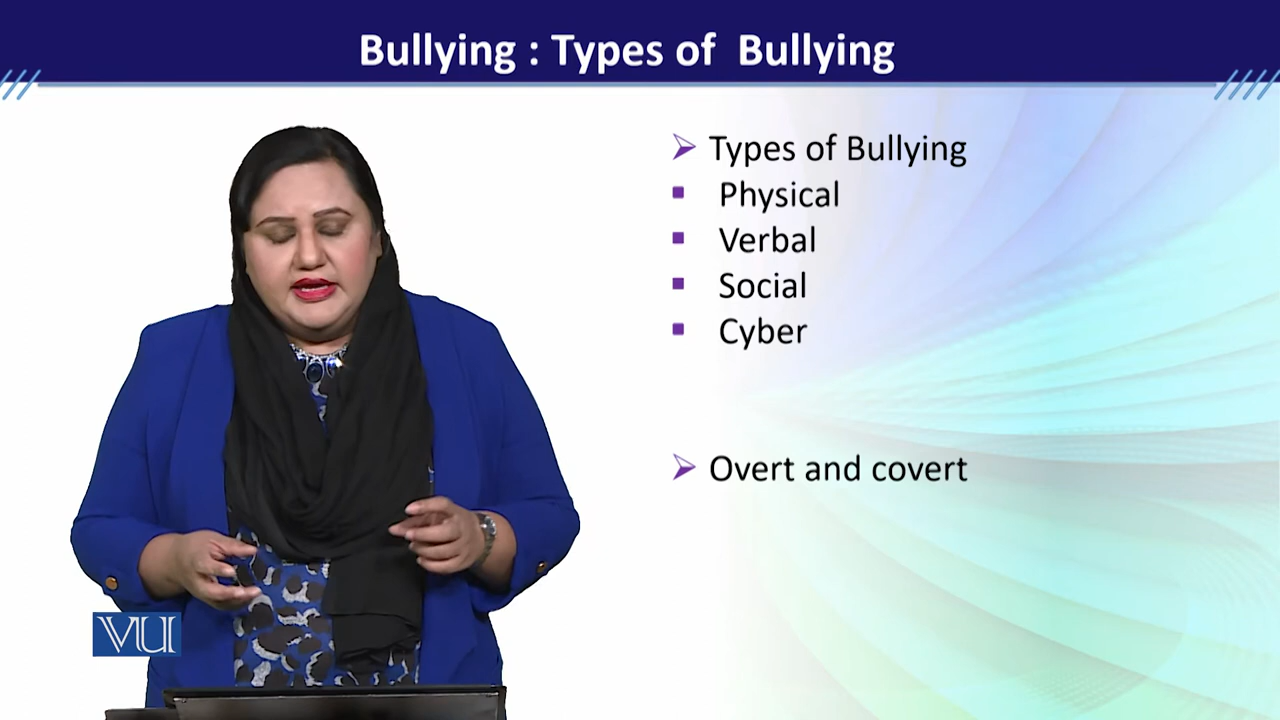 Bullying : Types of Bullying
Types of Bullying
Physical
Verbal
Social
Cyber
Overt and covert
VU